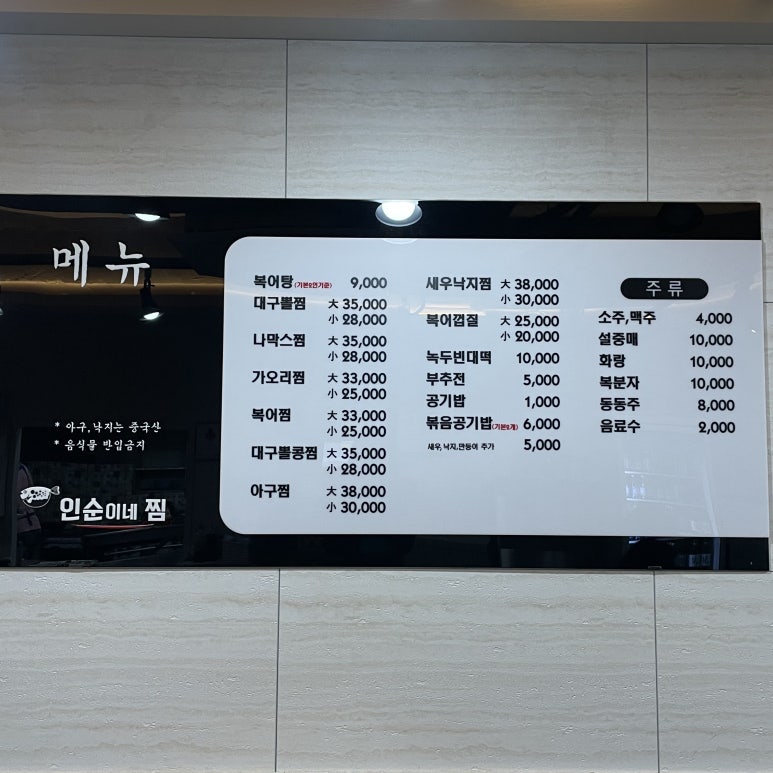 메뉴
* 아구,낙지는 중국산
* 음식물 반입금지
인순이네 찜
복어탕(기본2인기준) 9,000
대구뽈찜 大 35,000
小 28,000
나막스찜 大 35,000
小 28,000
가오리찜 大 33,000
小 25,000
복어찜 大 33,000
小 25,000
대구뽈콩찜 大 35,000
小 28,000
아구찜 大 38,000
小 30,000
새우낙지찜 大 38,000
小 30,000
복어껍질 大 25,000
小 20,000
녹두빈대떡 10,000
부추전 5,000
공기밥 1,000
볶음공기밥(기본2개) 6,000
새우,낙지,만둥이 추가 5,000
주류
소주,맥주 4,000
설중매 10,000
화랑 10,000
복분자 10,000
동동주 8,000
음료수 2,000